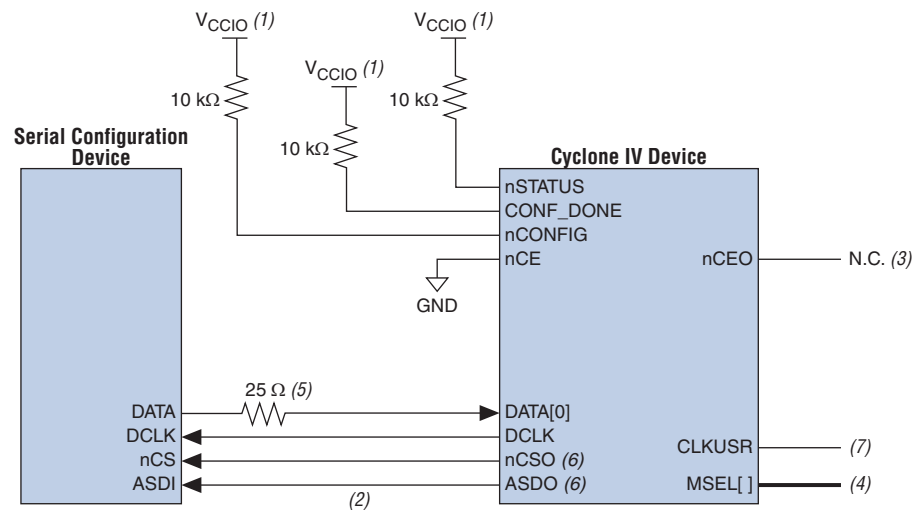 VCCIO (1)
VCCIO (1)
VCCIO (1)
10 kΩ
10 kΩ
10 kΩ
Serial Configuration
Device
Cyclone IV Device
nSTATUS
CONF_DONE
nCONFIG
nCE
nCEO
N.C. (3)
GND
25 Ω (5)
DATA
DATA[0]
DCLK
DCLK
nCS
nCSO (6)
CLKUSR
(7)
ASDI
(2)
ASDO (6)
MSEL[ ]
(4)